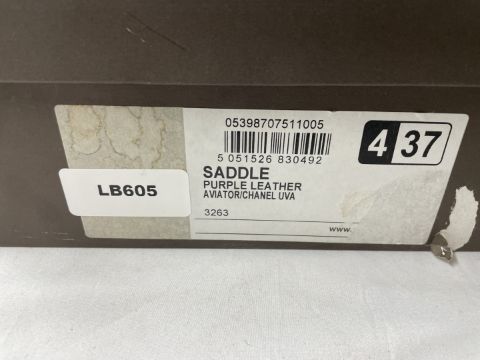 05398707511005
5 051526 830492
4 37
SADDLE
PURPLE LEATHER
AVIATOR/CHANEL UVA
LB605
3263
www.